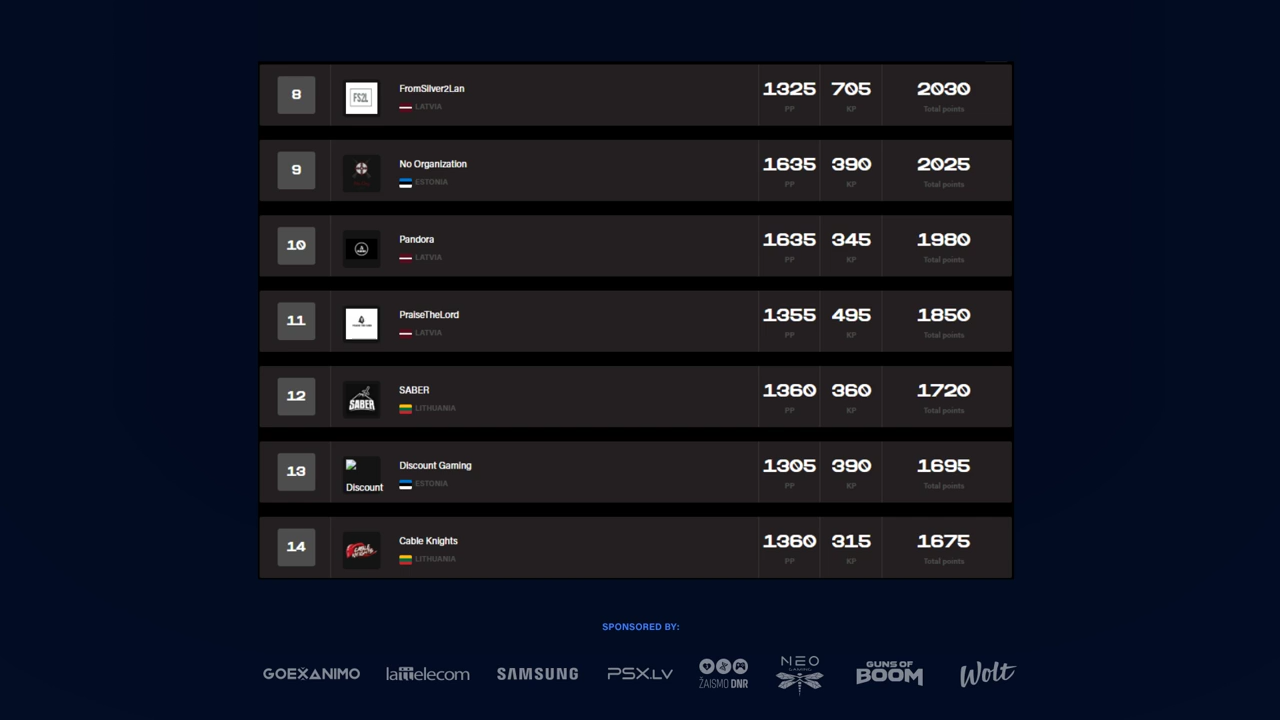 8 FS2L FromSilver2Lan 1325 705 2030
LATVIA PP KP Total points
9 No Organization 1635 390 2025
ESTONIA PP KP Total points
10 Pandora 1635 345 1980
LATVIA PP KP Total points
11 PraiseTheLord 1355 495 1850
LATVIA PP KP Total points
12 SABER SABER 1360 360 1720
LITHUANIA PP KP Total points
13 Discount Gaming 1305 390 1695
Discount ESTONIA PP KP Total points
14 Cable Knights 1360 315 1675
LITHUANIA PP KP Total points
SPONSORED BY:
GOEXANIMO lattelecom SAMSUNG PSX.LV ŽAISMO DNR NEO GAMING GUNS OF BOOM Wolt